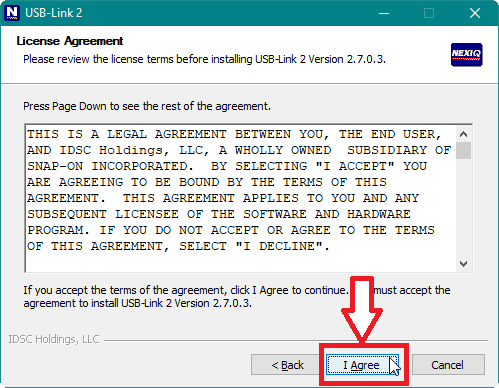 USB-Link 2
License Agreement
Please review the license terms before installing USB-Link 2 Version 2.7.0.3.
NEXIQ
Press Page Down to see the rest of the agreement.
THIS IS A LEGAL AGREEMENT BETWEEN YOU, THE END USER,
AND IDSC Holdings, LLC, A WHOLLY OWNED  SUBSIDIARY OF
SNAP-ON INCORPORATED.  BY SELECTING "I ACCEPT" YOU
ARE AGREEING TO BE BOUND BY THE TERMS OF THIS
AGREEMENT.  THIS AGREEMENT APPLIES TO YOU AND ANY
SUBSEQUENT LICENSEE OF THE SOFTWARE AND HARDWARE
PROGRAM. IF YOU DO NOT ACCEPT OR AGREE TO THE TERMS
OF THIS AGREEMENT, SELECT "I DECLINE".
If you accept the terms of the agreement, click I Agree to continue. must accept the
agreement to install USB-Link 2 Version 2.7.0.3.
IDSC Holdings, LLC
< Back
I Agree
Cancel